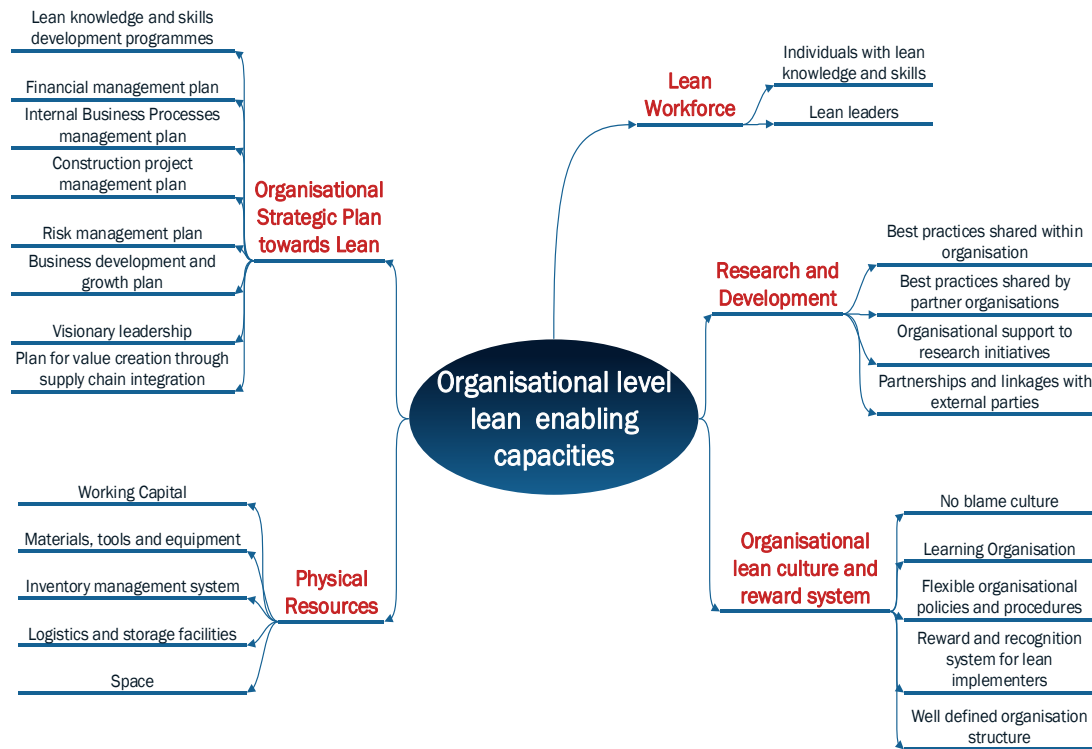 Lean knowledge and skills
development programmes
Financial management plan
Internal Business Processes
management plan
Construction project
management plan
Risk management plan
Business development and
growth plan
Visionary leadership
Plan for value creation through
supply chain integration
Organisational
Strategic Plan
towards Lean
Working Capital
Materials, tools and equipment
Inventory management system
Logistics and storage facilities
Space
Physical
Resources
Organisational level
lean enabling
capacities
Lean
Workforce
Individuals with lean
knowledge and skills
Lean leaders
Research and
Development
Best practices shared within
organisation
Best practices shared by
partner organisations
Organisational support to
research initiatives
Partnerships and linkages with
external parties
Organisational
lean culture and
reward system
No blame culture
Learning Organisation
Flexible organisational
policies and procedures
Reward and recognition
system for lean
implementers
Well defined organisation
structure